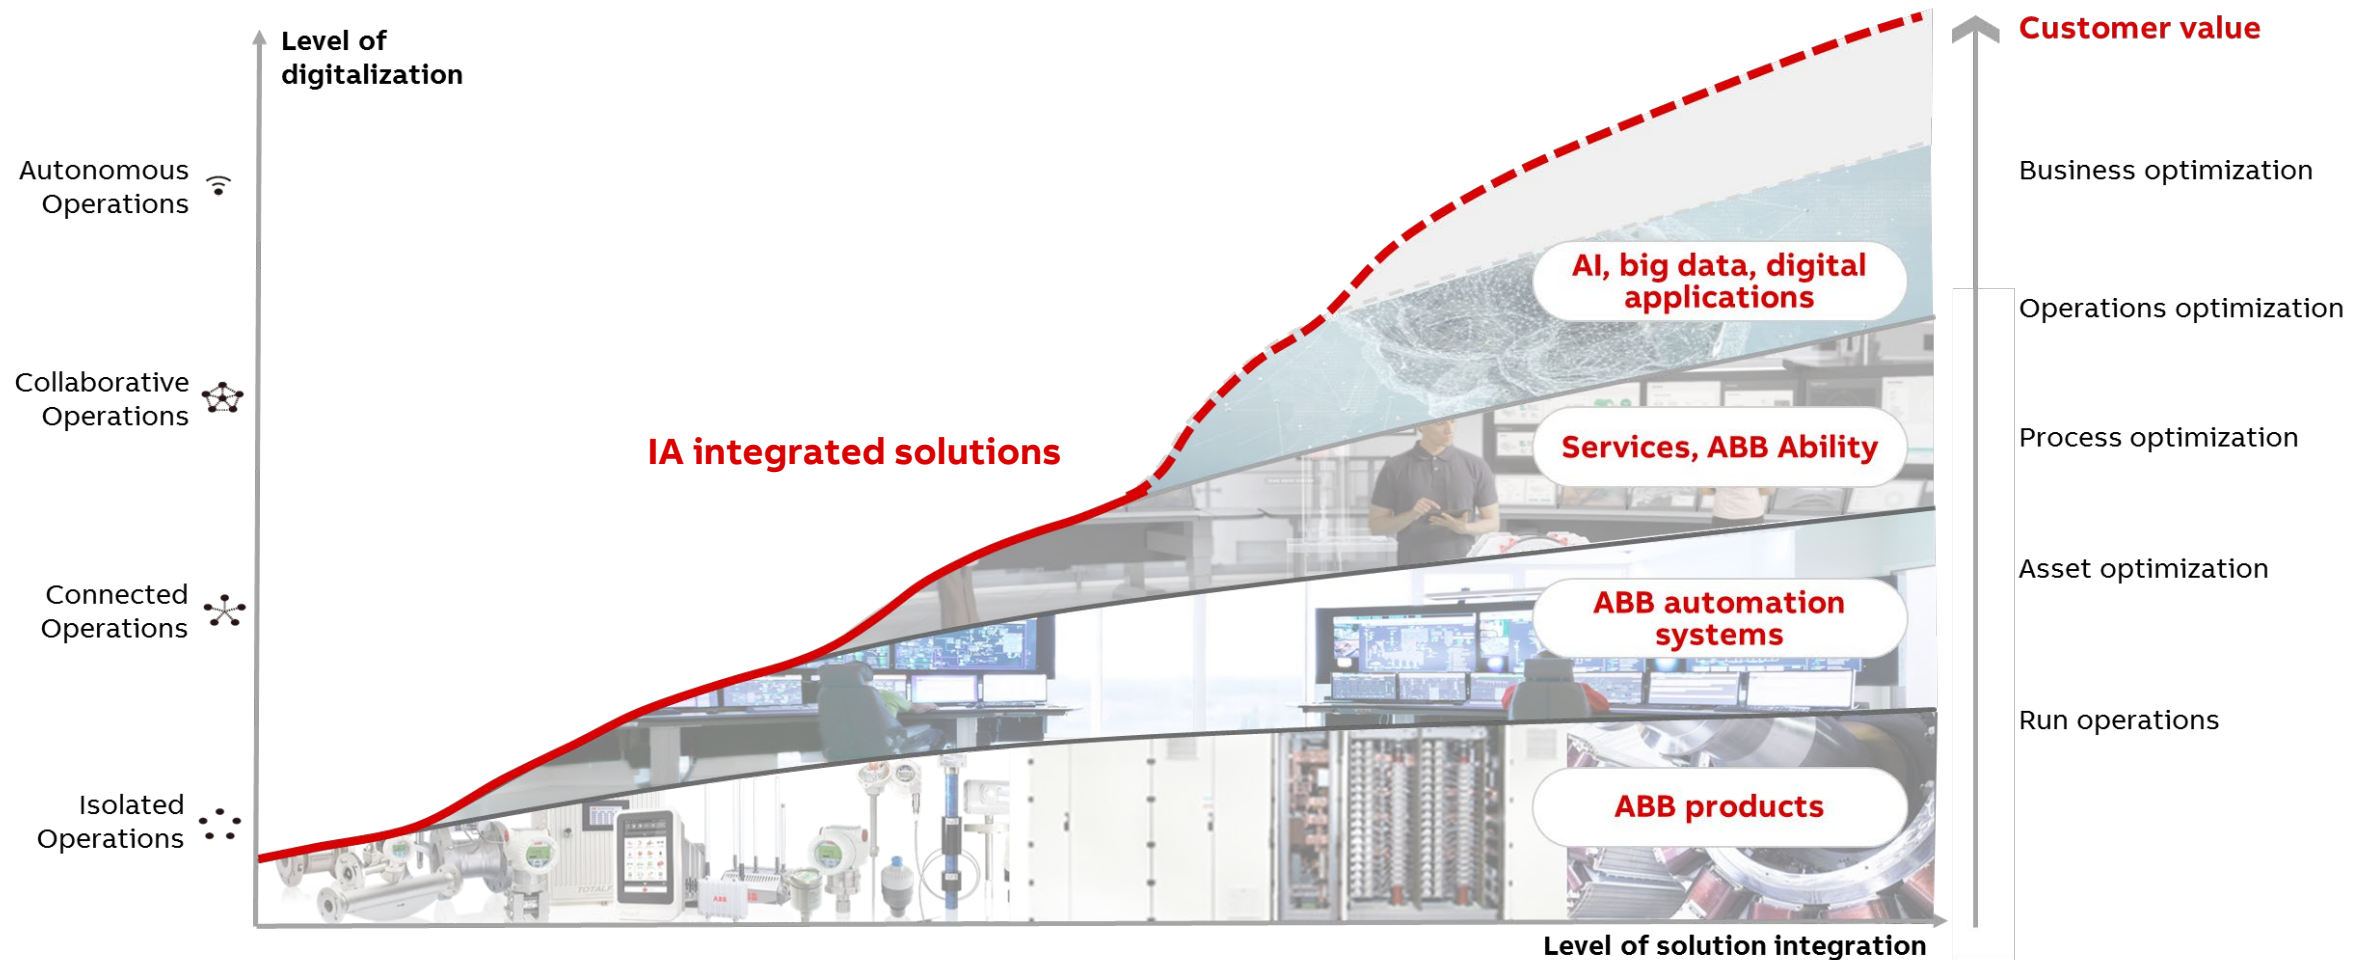 Level of
digitalization
Customer value
Autonomous
Operations
Collaborative
Operations
Connected
Operations
Isolated
Operations
IA integrated solutions
AI, big data, digital
applications
Services, ABB Ability
ABB automation
systems
ABB products
Business optimization
Operations optimization
Process optimization
Asset optimization
Run operations
Level of solution integration
ABB
ABB